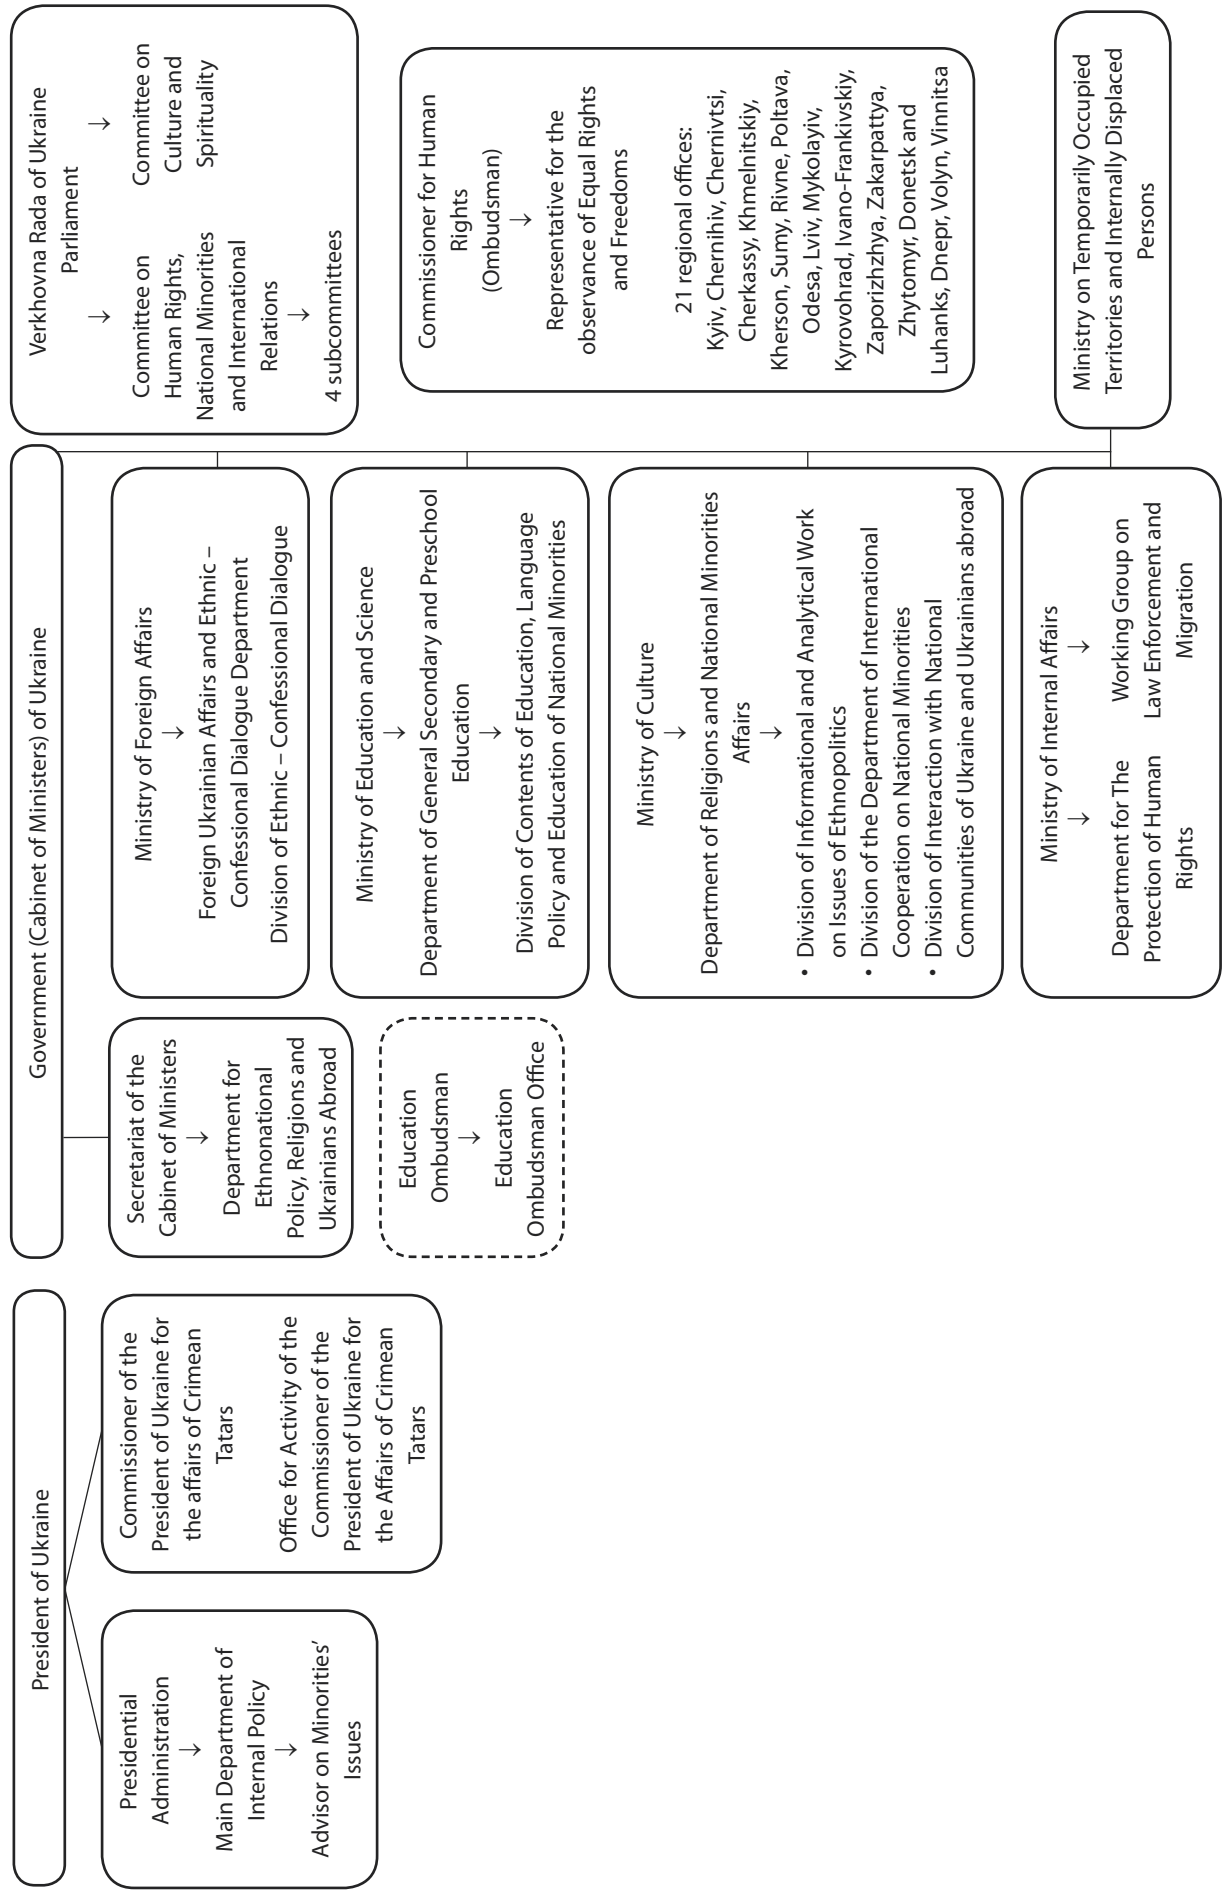 President of Ukraine
Presidential
Administration
→
Main Department of
Internal Policy
→
Advisor on Minorities’
Issues
Commissioner of the
President of Ukraine for
the affairs of Crimean
Tatars
Office for Activity of the
Commissioner of the
President of Ukraine for
the Affairs of Crimean
Tatars
Government (Cabinet of Ministers) of Ukraine
Secretariat of the
Cabinet of Ministers
→
Department for
Ethnonational
Policy, Religions and
Ukrainians Abroad
Education
Ombudsman
→
Education
Ombudsman Office
Ministry of Foreign Affairs
→
Foreign Ukrainian Affairs and Ethnic –
Confessional Dialogue Department
Division of Ethnic – Confessional Dialogue
Ministry of Education and Science
→
Department of General Secondary and Preschool
Education
→
Division of Contents of Education, Language
Policy and Education of National Minorities
Ministry of Culture
→
Department of Religions and National Minorities
Affairs
→
• Division of Informational and Analytical Work
on Issues of Ethnopolitics
• Division of the Department of International
Cooperation on National Minorities
• Division of Interaction with National
Communities of Ukraine and Ukrainians abroad
Ministry of Internal Affairs
→
Department for The
Protection of Human
Rights
→
Working Group on
Law Enforcement and
Migration
Verkhovna Rada of Ukraine
Parliament
→
Committee on
Human Rights,
National Minorities
and International
Relations
→
4 subcommittees
→
Committee on
Culture and
Spirituality
Commissioner for Human
Rights
(Ombudsman)
→
Representative for the
observance of Equal Rights
and Freedoms
21 regional offices:
Kyiv, Chernihiv, Chernivtsi,
Cherkassy, Khmelnitskiy,
Kherson, Sumy, Rivne, Poltava,
Odesa, Lviv, Mykolayiv,
Kyrovohrad, Ivano-Frankivskiy,
Zaporizhzhya, Zakarpattya,
Zhytomyr, Donetsk and
Luhanks, Dnepr, Volyn, Vinnitsa
Ministry on Temporarily Occupied
Territories and Internally Displaced
Persons